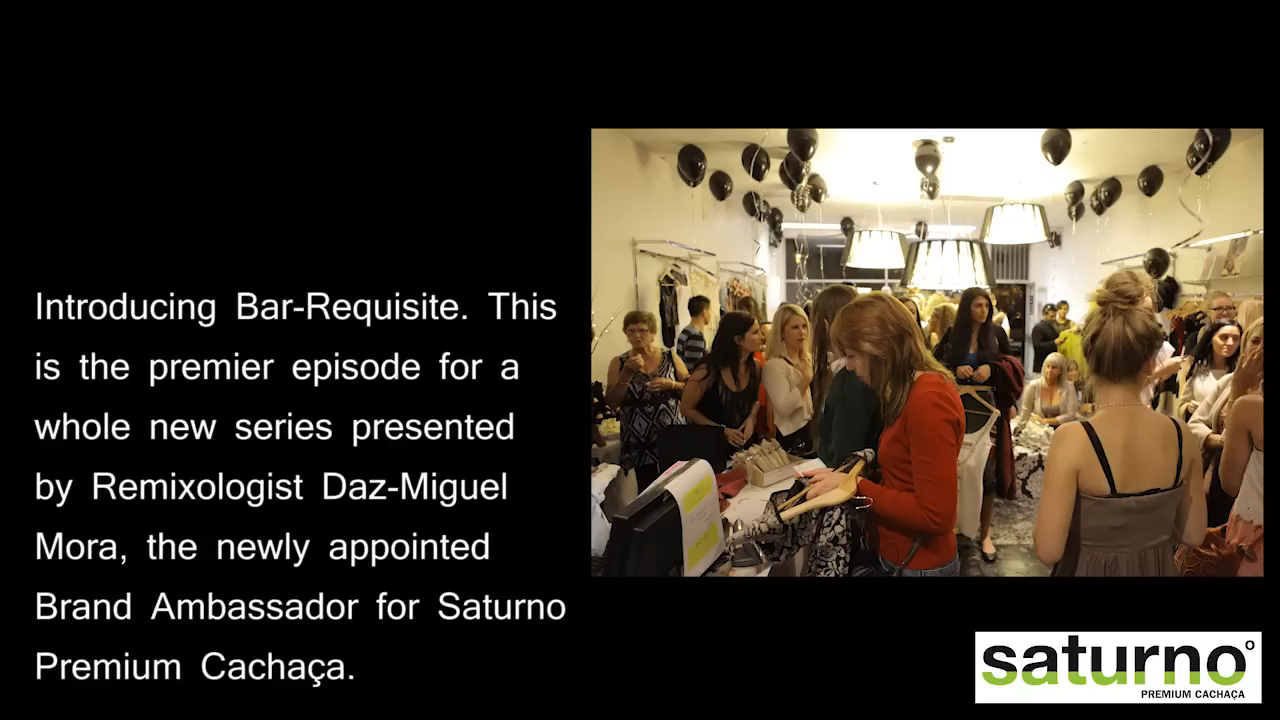 Introducing Bar-Requisite. This
is the premier episode for a
whole new series presented
by Remixologist Daz-Miguel
Mora, the newly appointed
Brand Ambassador for Saturno
Premium Cachaça.
saturnoº
PREMIUM CACHAÇA